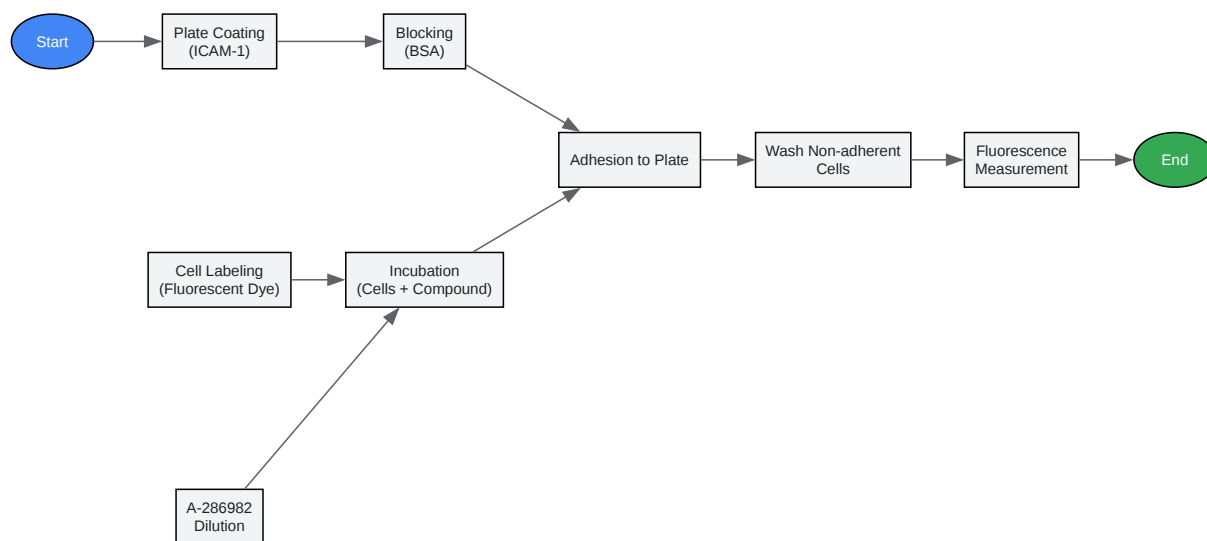 Start
Plate Coating
(ICAM-1)
Blocking
(BSA)
Adhesion to Plate
Wash Non-adherent
Cells
Fluorescence
Measurement
End
Cell Labeling
(Fluorescent Dye)
Incubation
(Cells + Compound)
A-286982
Dilution